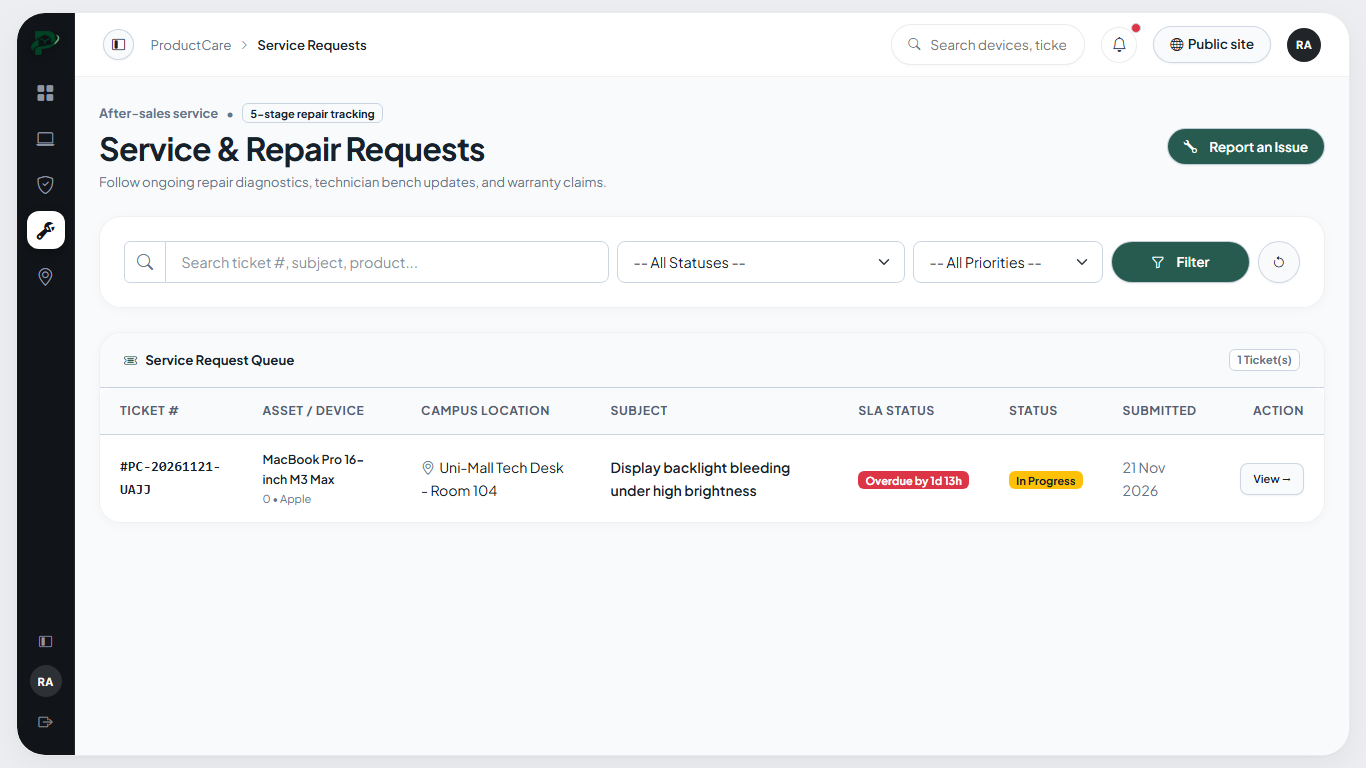 ProductCare > Service Requests
Search devices, ticke
Public site
RA
After-sales service • 5-stage repair tracking
Service & Repair Requests
Report an Issue
Follow ongoing repair diagnostics, technician bench updates, and warranty claims.
Search ticket #, subject, product...
-- All Statuses --
-- All Priorities --
Filter
Service Request Queue
1 Ticket(s)
TICKET # ASSET / DEVICE CAMPUS LOCATION SUBJECT SLA STATUS STATUS SUBMITTED ACTION
#PC-20261121-
UAJJ
MacBook Pro 16-
inch M3 Max
0 • Apple
Uni-Mall Tech Desk
- Room 104
Display backlight bleeding
under high brightness
Overdue by 1d 13h
In Progress
21 Nov
2026
View →
RA